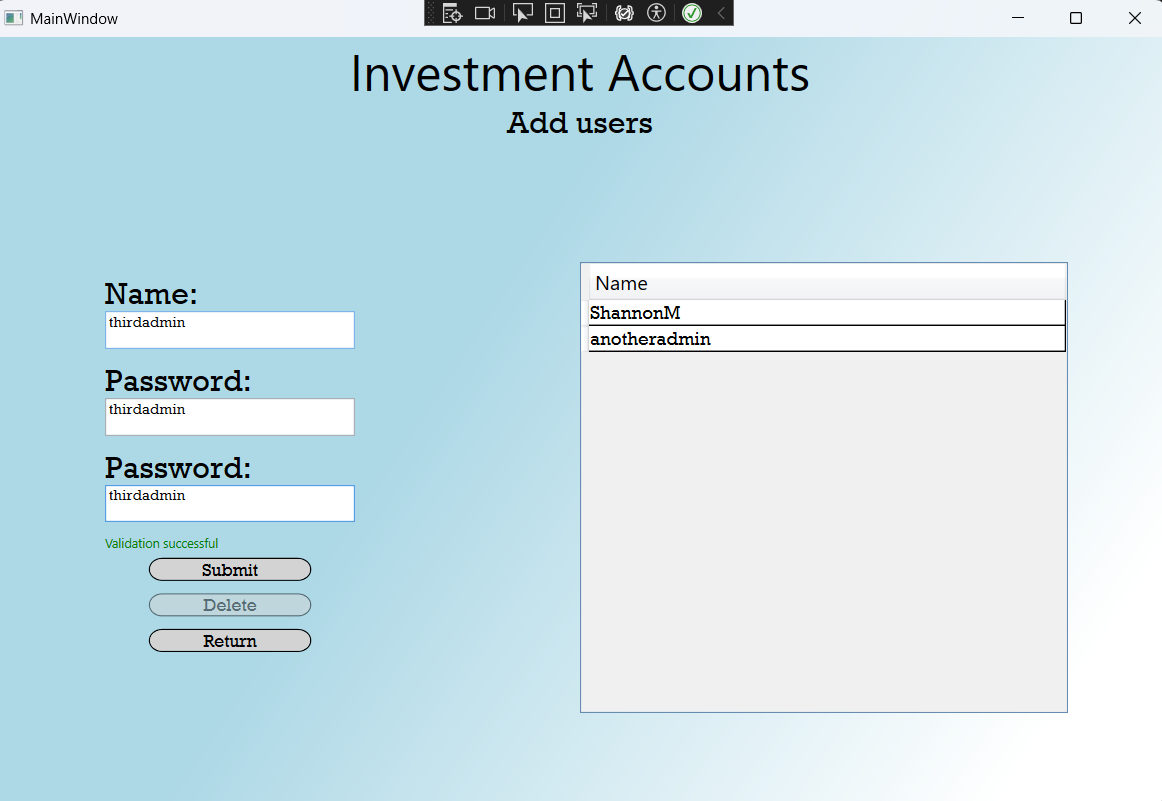 MainWindow
Investment Accounts
Add users
Name:
thirdadmin
Password:
thirdadmin
Password:
thirdadmin
Validation successful
Submit
Delete
Return
Name
ShannonM
anotheradmin